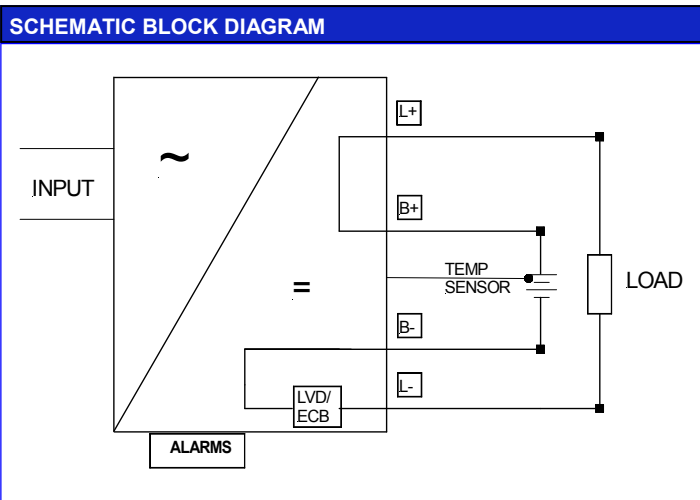 SCHEMATIC BLOCK DIAGRAM
L+
~
INPUT
B+
TEMP
SENSOR
=
LOAD
B-
L-
LVD/
ECB
ALARMS